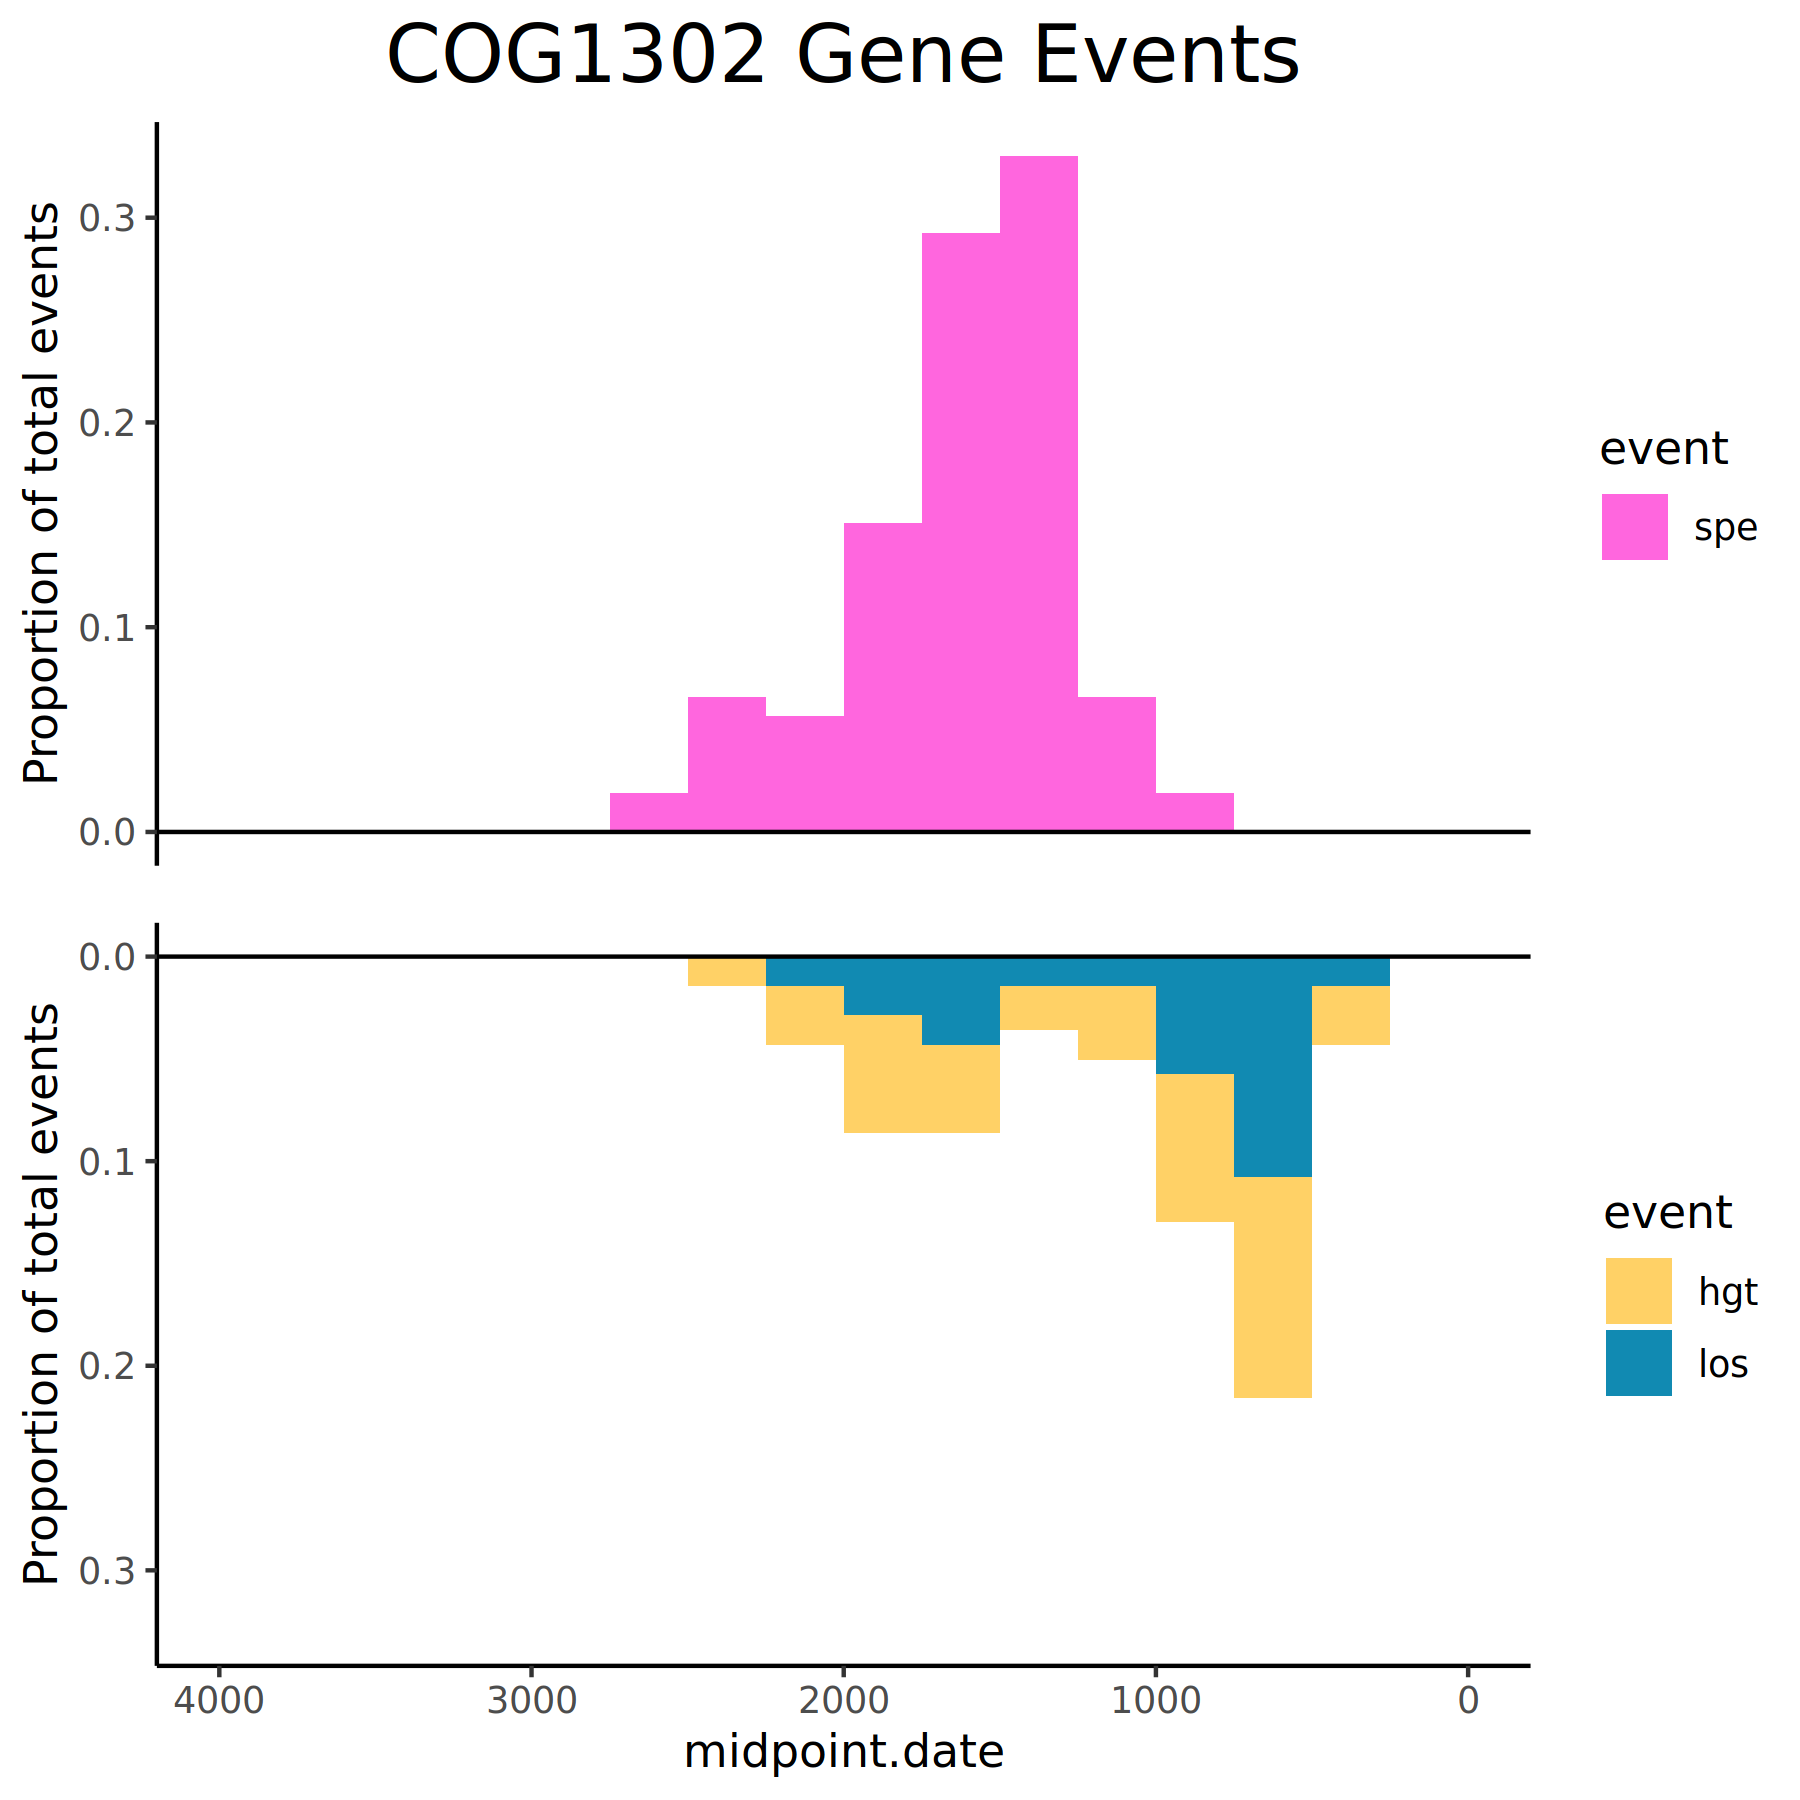 COG1302 Gene Events
Proportion of total events
0.3
0.2
0.1
0.0
event
spe
Proportion of total events
0.0
0.1
0.2
0.3
event
hgt
los
4000 3000 2000 1000 0
midpoint.date